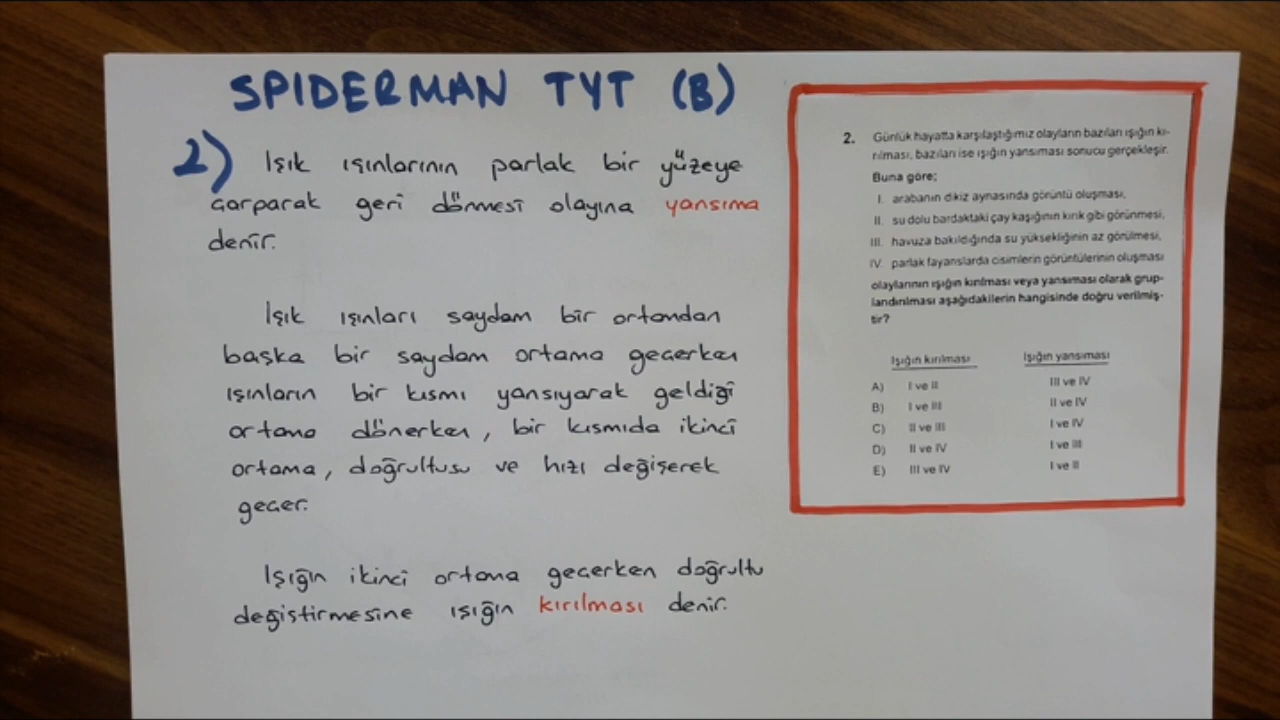 SPIDERMAN TYT (B)
2) Işık ışınlarının parlak bir yüzeye
çarparak geri dönmesi olayına yansıma
denir.
Işık ışınları saydam bir ortamdan
başka bir saydam ortama geçerken
ışınların bir kısmı yansıyarak geldiği
ortama dönerken, bir kısmıda ikinci
ortama, doğrultusu ve hızı değişerek
geçer.
Işığın ikinci ortama geçerken doğrultu
değiştirmesine ışığın kırılması denir.
2. Günlük hayatta karşılaştığımız olayların bazıları ışığın kı-
rılması, bazıları ise ışığın yansıması sonucu gerçekleşir.
Buna göre;
I. arabanın dikiz aynasında görüntü oluşması,
II. su dolu bardaktaki çay kaşığının kırık gibi görünmesi,
III. havuza bakıldığında su yüksekliğinin az görülmesi,
IV. parlak fayanslarda cisimlerin görüntülerinin oluşması
olaylarının ışığın kırılması veya yansıması olarak grup-
landırılması aşağıdakilerin hangisinde doğru verilmiş-
tir?
Işığın kırılması Işığın yansıması
A) I ve II III ve IV
B) I ve III II ve IV
C) II ve III I ve IV
D) II ve IV I ve III
E) III ve IV I ve II